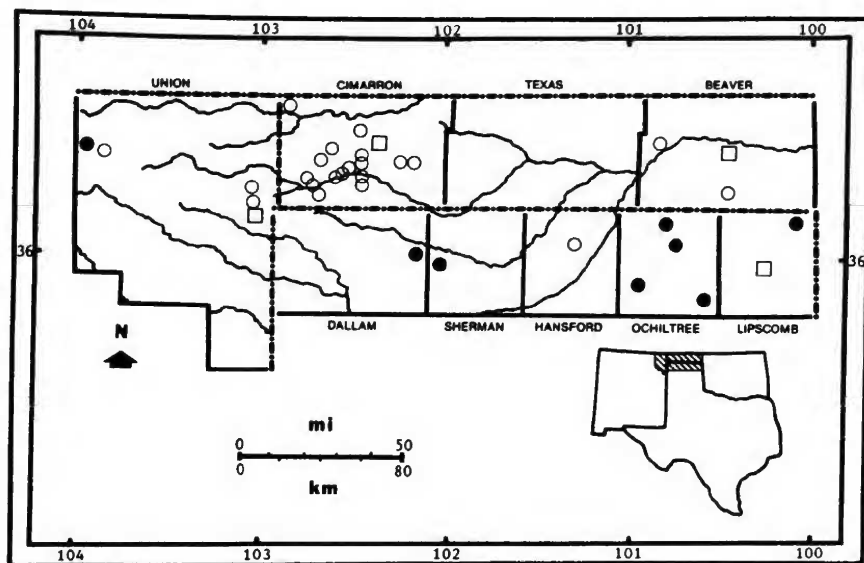 104 103 102 101 100
UNION CIMARRON TEXAS BEAVER
36 36
DALLAM SHERMAN HANSFORD OCHILTREE LIPSCOMB
N
mi
0 50
0 80
km
104 103 102 101 100